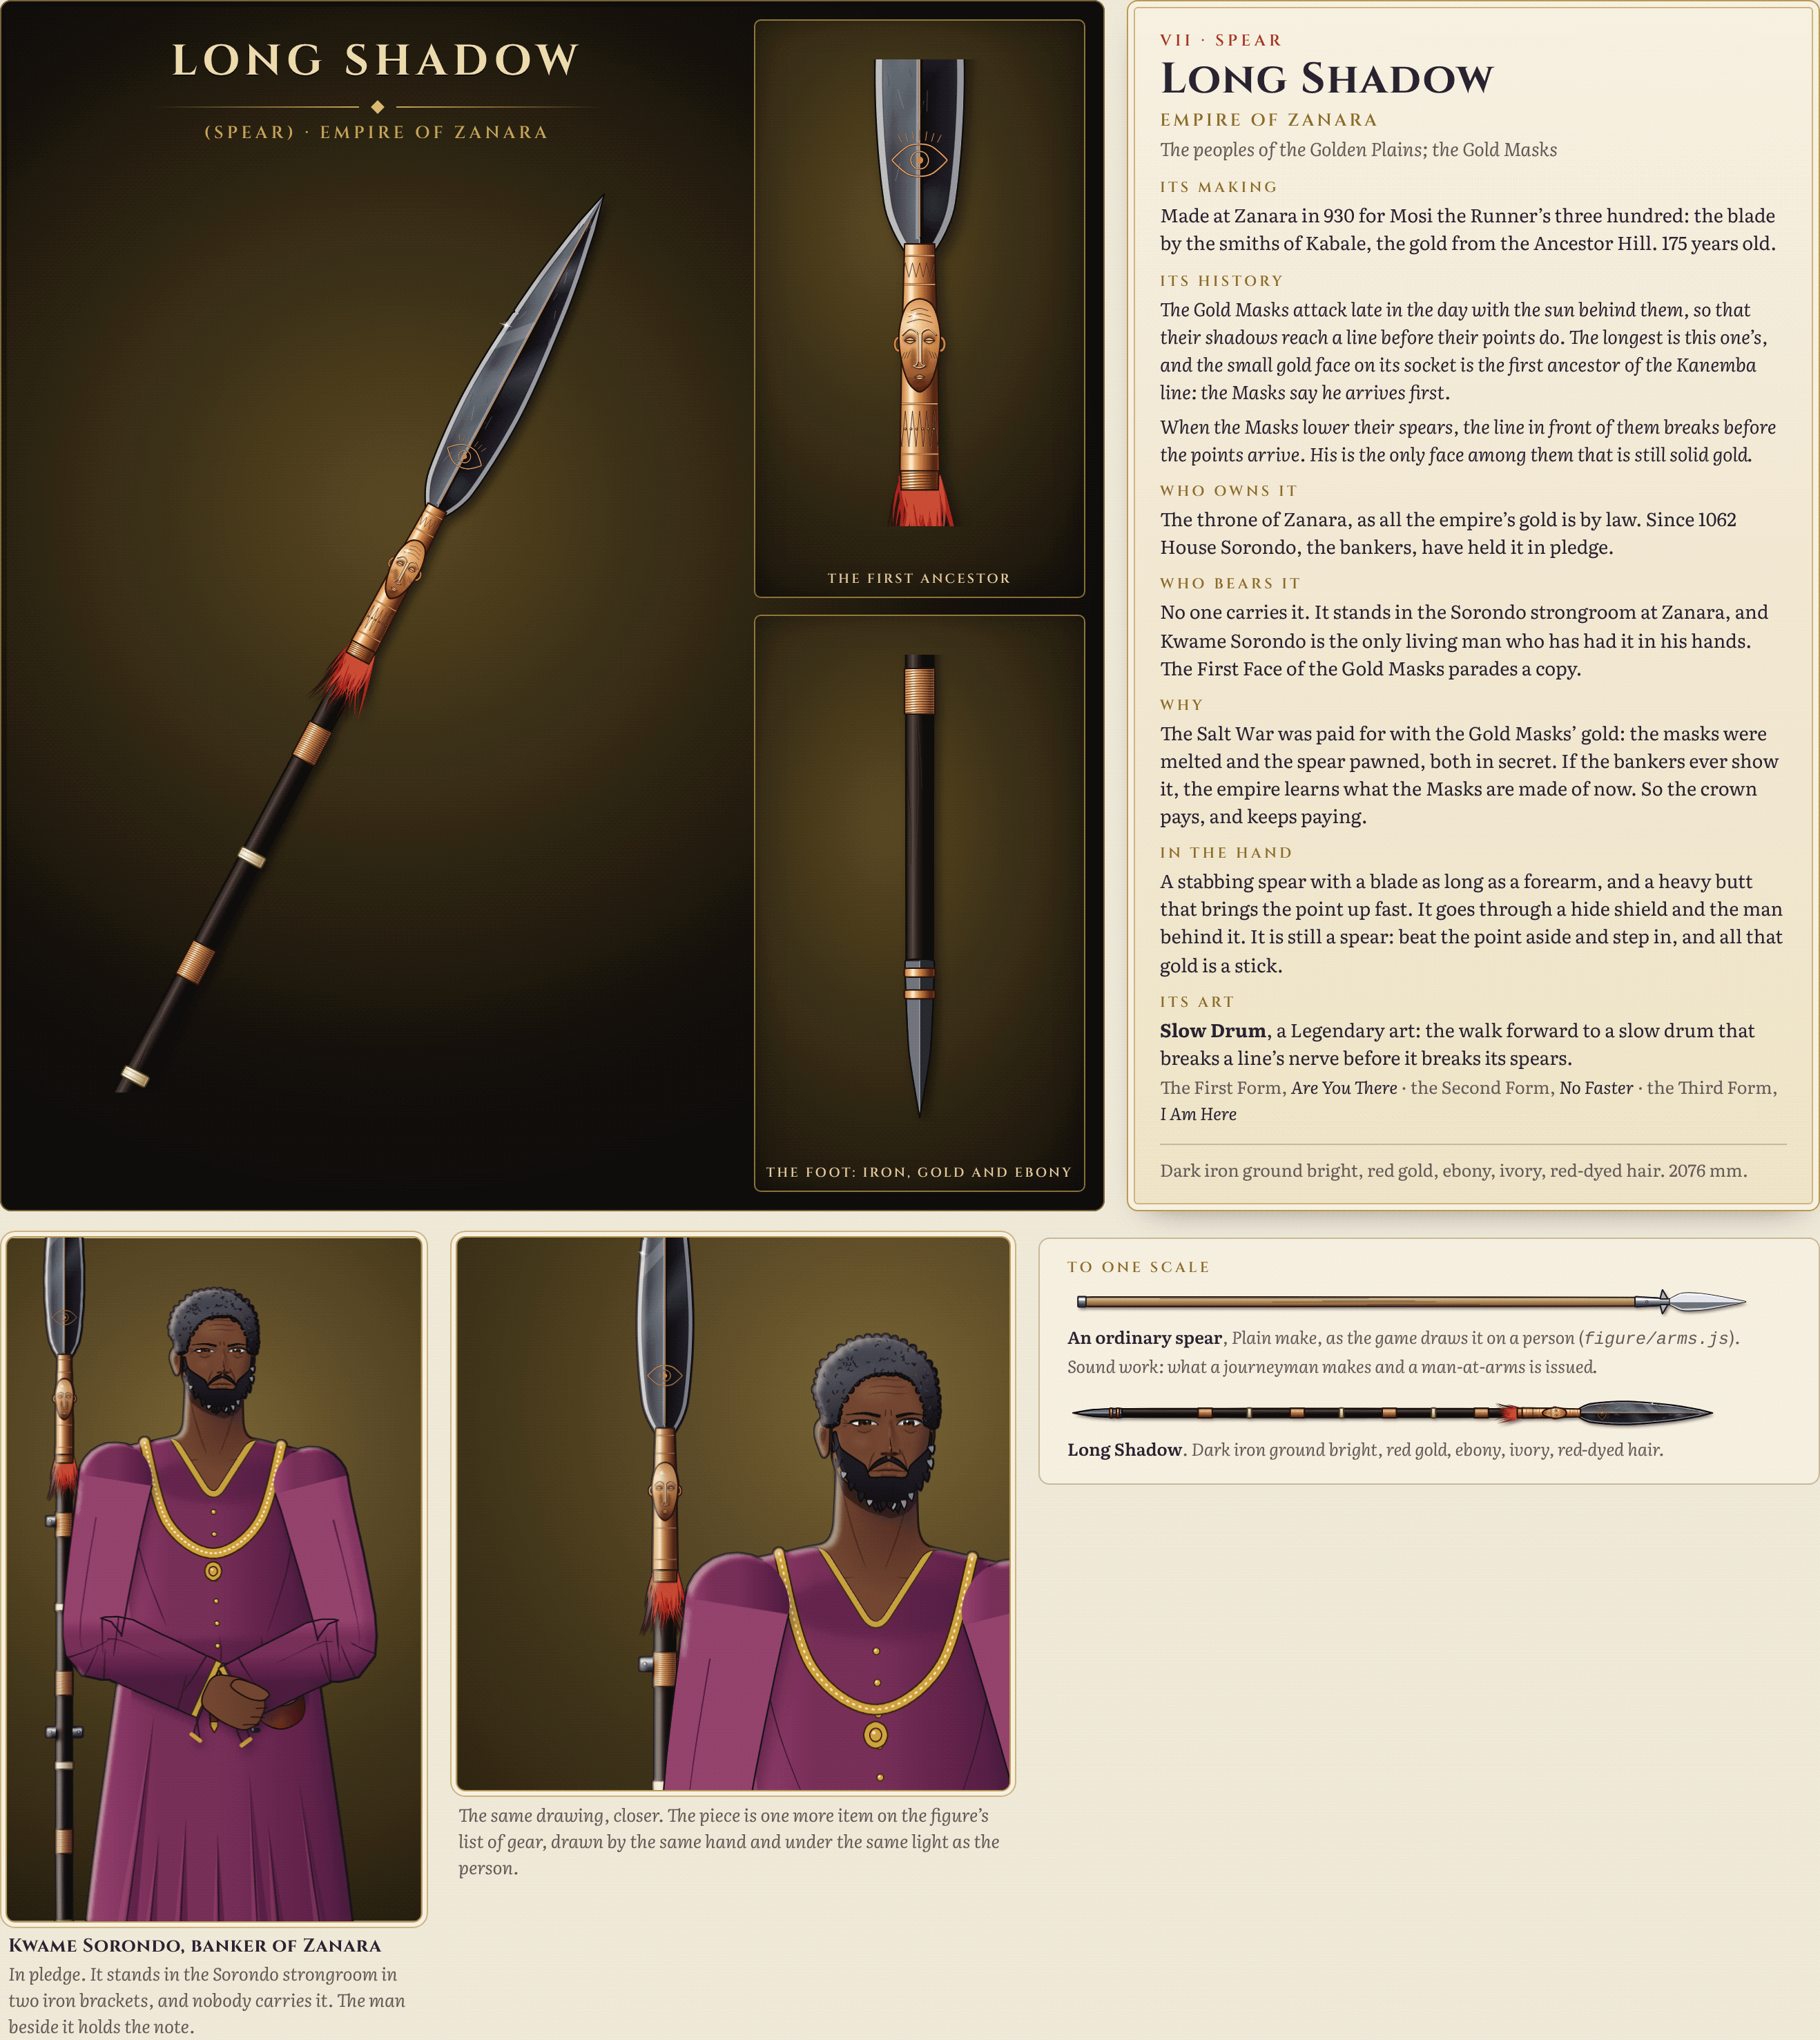 LONG SHADOW
(SPEAR) · EMPIRE OF ZANARA
THE FIRST ANCESTOR
THE FOOT: IRON, GOLD AND EBONY
VII · SPEAR
LONG SHADOW
EMPIRE OF ZANARA
The peoples of the Golden Plains; the Gold Masks
ITS MAKING
Made at Zanara in 930 for Mosi the Runner’s three hundred: the blade
by the smiths of Kabale, the gold from the Ancestor Hill. 175 years old.
ITS HISTORY
The Gold Masks attack late in the day with the sun behind them, so that
their shadows reach a line before their points do. The longest is this one’s,
and the small gold face on its socket is the first ancestor of the Kanemba
line: the Masks say he arrives first.
When the Masks lower their spears, the line in front of them breaks before
the points arrive. His is the only face among them that is still solid gold.
WHO OWNS IT
The throne of Zanara, as all the empire’s gold is by law. Since 1062
House Sorondo, the bankers, have held it in pledge.
WHO BEARS IT
No one carries it. It stands in the Sorondo strongroom at Zanara, and
Kwame Sorondo is the only living man who has had it in his hands.
The First Face of the Gold Masks parades a copy.
WHY
The Salt War was paid for with the Gold Masks’ gold: the masks were
melted and the spear pawned, both in secret. If the bankers ever show
it, the empire learns what the Masks are made of now. So the crown
pays, and keeps paying.
IN THE HAND
A stabbing spear with a blade as long as a forearm, and a heavy butt
that brings the point up fast. It goes through a hide shield and the man
behind it. It is still a spear: beat the point aside and step in, and all that
gold is a stick.
ITS ART
Slow Drum, a Legendary art: the walk forward to a slow drum that
breaks a line’s nerve before it breaks its spears.
The First Form, Are You There · the Second Form, No Faster · the Third Form,
I Am Here
Dark iron ground bright, red gold, ebony, ivory, red-dyed hair. 2076 mm.
KWAME SORONDO, BANKER OF ZANARA
In pledge. It stands in the Sorondo strongroom in
two iron brackets, and nobody carries it. The man
beside it holds the note.
The same drawing, closer. The piece is one more item on the figure’s
list of gear, drawn by the same hand and under the same light as the
person.
TO ONE SCALE
An ordinary spear, Plain make, as the game draws it on a person (figure/arms.js).
Sound work: what a journeyman makes and a man-at-arms is issued.
Long Shadow. Dark iron ground bright, red gold, ebony, ivory, red-dyed hair.